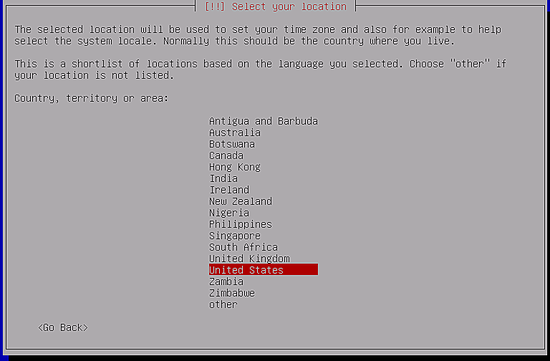 [!!] Select your location
The selected location will be used to set your time zone and also for example to help
select the system locale. Normally this should be the country where you live.
This is a shortlist of locations based on the language you selected. Choose "other" if
your location is not listed.
Country, territory or area:
Antigua and Barbuda
Australia
Botswana
Canada
Hong Kong
India
Ireland
New Zealand
Nigeria
Philippines
Singapore
South Africa
United Kingdom
United States
Zambia
Zimbabwe
other
<Go Back>